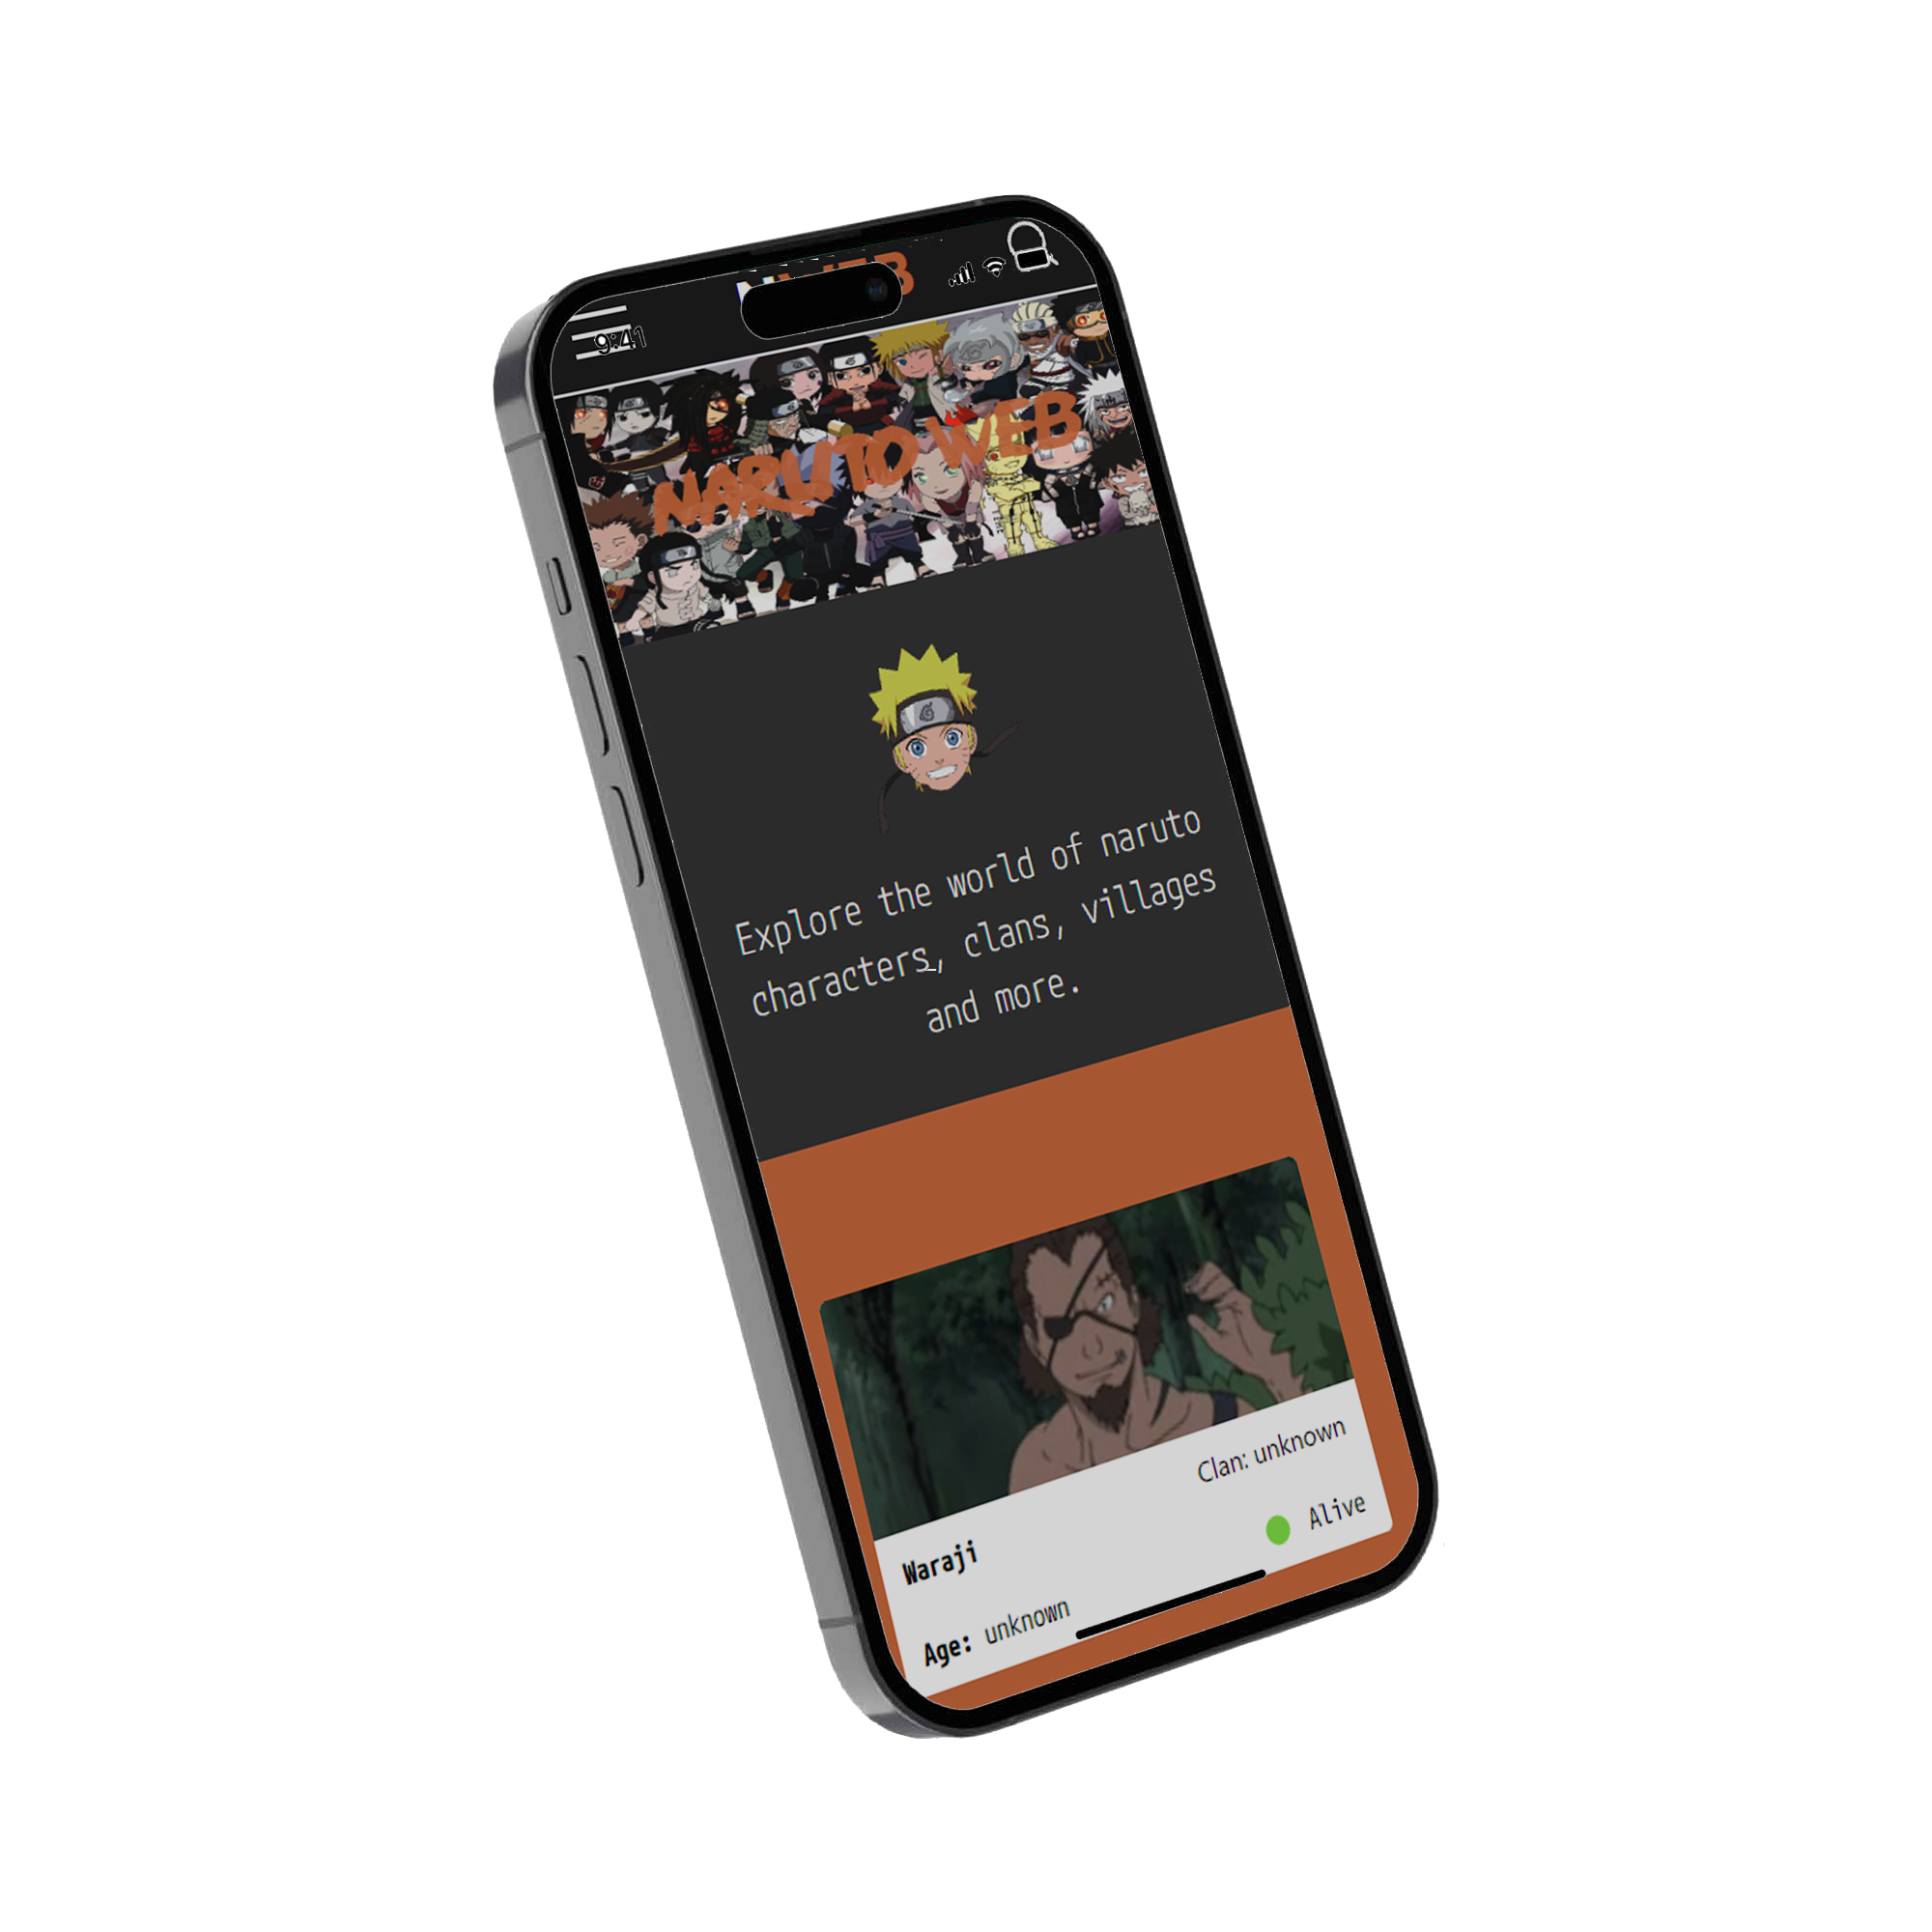 NWEB
9:41
NARUTO WEB
Explore the world of naruto
characters, clans, villages
and more.
Clan: unknown
Waraji
Alive
Age: unknown